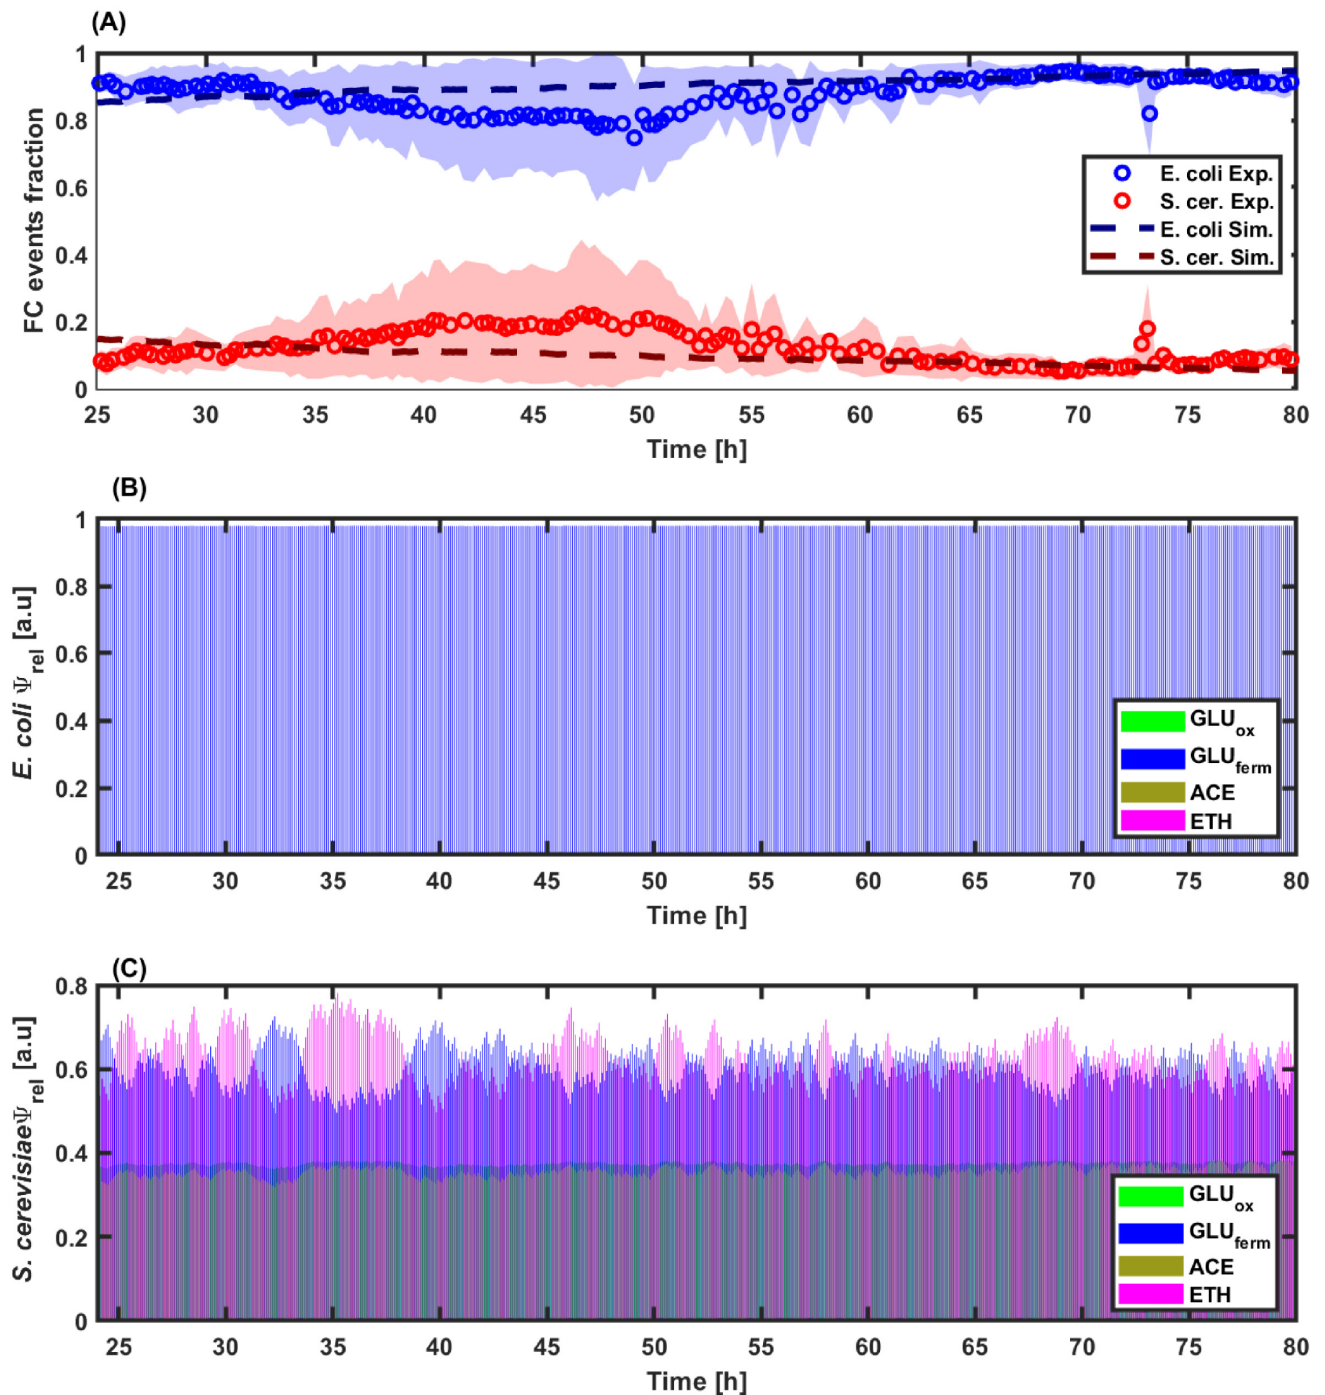 (A)
FC events fraction
1
0.8
0.6
0.4
0.2
0
E. coli Exp.
S. cer. Exp.
E. coli Sim.
S. cer. Sim.
25 30 35 40 45 50 55 60 65 70 75 80
Time [h]
(B)
E. coli Ψrel [a.u]
1
0.8
0.6
0.4
0.2
0
GLUox
GLUferm
ACE
ETH
25 30 35 40 45 50 55 60 65 70 75 80
Time [h]
(C)
S. cerevisiaeΨrel [a.u]
0.8
0.6
0.4
0.2
0
GLUox
GLUferm
ACE
ETH
25 30 35 40 45 50 55 60 65 70 75 80
Time [h]